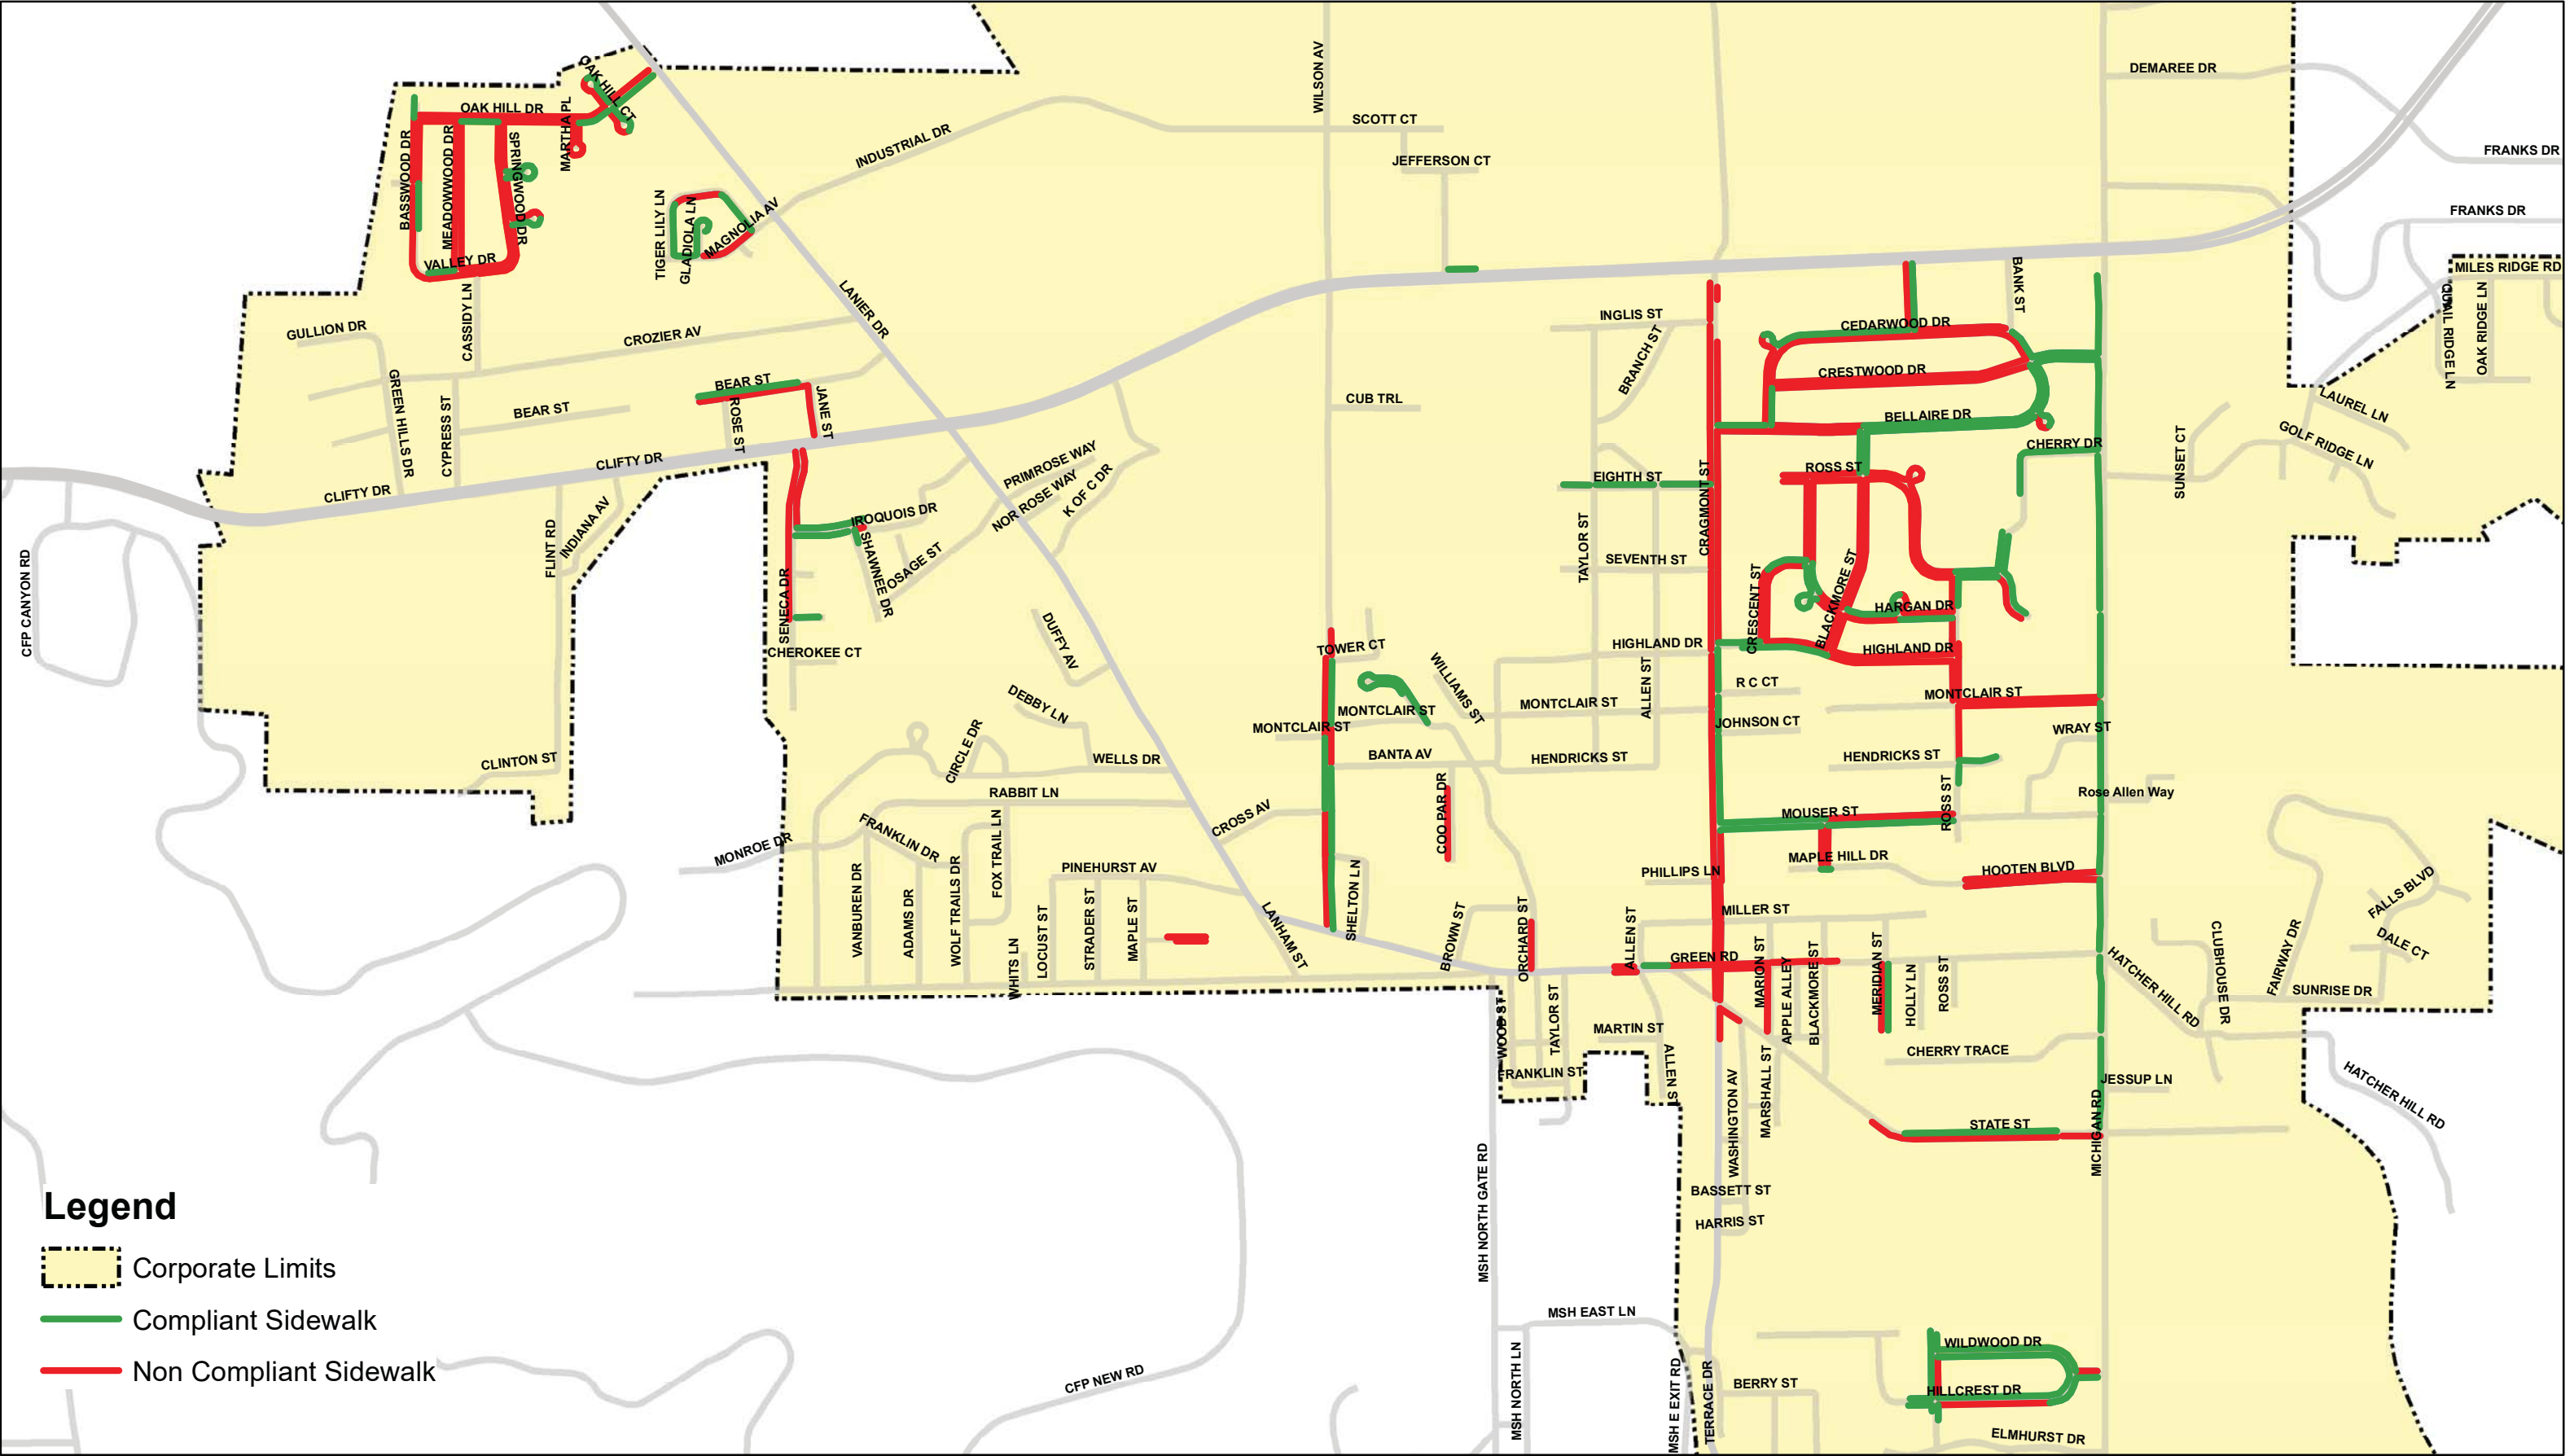 OAK HILL CT
WILSON AV
DEMAREE DR
OAK HILL DR
MARTHA PL
SCOTT CT
INDUSTRIAL DR
BASSWOOD DR
MEADOWWOOD DR
SPRINGWOOD DR
JEFFERSON CT
FRANKS DR
TIGER LILY LN
GLADIOLA LN
MAGNOLIA AV
FRANKS DR
VALLEY DR
BANK ST
MILES RIDGE RD
CASSIDY LN
LANIER DR
QUAIL RIDGE LN
OAK RIDGE LN
GULLION DR
CROZIER AV
INGLIS ST
BRANCH ST
CEDARWOOD DR
GREEN HILLS DR
CYPRESS ST
BEAR ST
BEAR ST
ROSE ST
JANE ST
CUB TRL
CRESTWOOD DR
BELLAIRE DR
LAUREL LN
GOLF RIDGE LN
CLIFTY DR
CLIFTY DR
PRIMROSE WAY
NOR ROSE WAY
K OF C DR
CHERRY DR
SUNSET CT
EIGHTH ST
ROSS ST
CRAGMONT ST
CFP CANYON RD
FLINT RD
INDIANA AV
IROQUOIS DR
SHAWNEE DR
OSAGE ST
TAYLOR ST
SEVENTH ST
SENECA DR
CHEROKEE CT
CRESCENT ST
BLACKMORE ST
HARGAN DR
DUFFY AV
TOWER CT
WILLIAMS ST
HIGHLAND DR
HIGHLAND DR
ALLEN ST
R C CT
DEBBY LN
MONTCLAIR ST
MONTCLAIR ST
MONTCLAIR ST
MONTCLAIR ST
JOHNSON CT
WRAY ST
CIRCLE DR
CLINTON ST
WELLS DR
BANTA AV
HENDRICKS ST
HENDRICKS ST
RABBIT LN
COO PAR DR
ROSS ST
Rose Allen Way
CROSS AV
MOUSER ST
MONROE DR
FRANKLIN DR
FOX TRAIL LN
MAPLE HILL DR
PINEHURST AV
PHILLIPS LN
HOOTEN BLVD
FALLS BLVD
VANBUREN DR
ADAMS DR
WOLF TRAILS DR
WHITS LN
LOCUST ST
STRADER ST
MAPLE ST
LANHAM ST
SHELTON LN
BROWN ST
ORCHARD ST
ALLEN ST
MILLER ST
GREEN RD
MARION ST
APPLE ALLEY
BLACKMORE ST
MERIDIAN ST
HOLLY LN
ROSS ST
HATCHER HILL RD
CLUBHOUSE DR
FAIRWAY DR
DALE CT
SUNRISE DR
WOOD ST
TAYLOR ST
MARTIN ST
FRANKLIN ST
ALLEN ST
WASHINGTON AV
MARSHALL ST
CHERRY TRACE
JESSUP LN
HATCHER HILL RD
STATE ST
MICHIGAN RD
MSH NORTH GATE RD
BASSETT ST
HARRIS ST
MSH EAST LN
WILDWOOD DR
CFP NEW RD
MSH NORTH LN
MSH E EXIT RD
TERRACE DR
BERRY ST
HILLCREST DR
ELMHURST DR
Legend
Corporate Limits
Compliant Sidewalk
Non Compliant Sidewalk